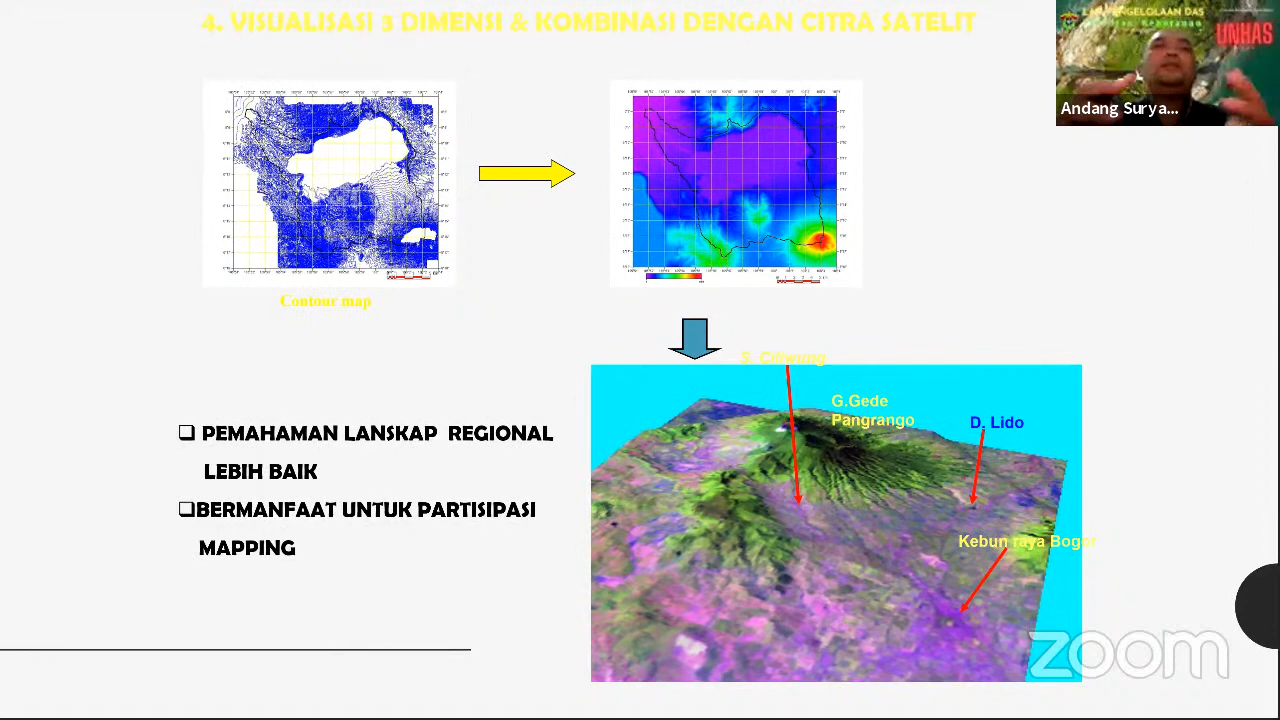 4. VISUALISASI 3 DIMENSI & KOMBINASI DENGAN CITRA SATELIT
UNHAS
Andang Surya...
Contour map
S. Ciliwung
G.Gede
Pangrango
D. Lido
Kebun raya Bogor
❑ PEMAHAMAN LANSKAP REGIONAL
LEBIH BAIK
❑BERMANFAAT UNTUK PARTISIPASI
MAPPING
zoom